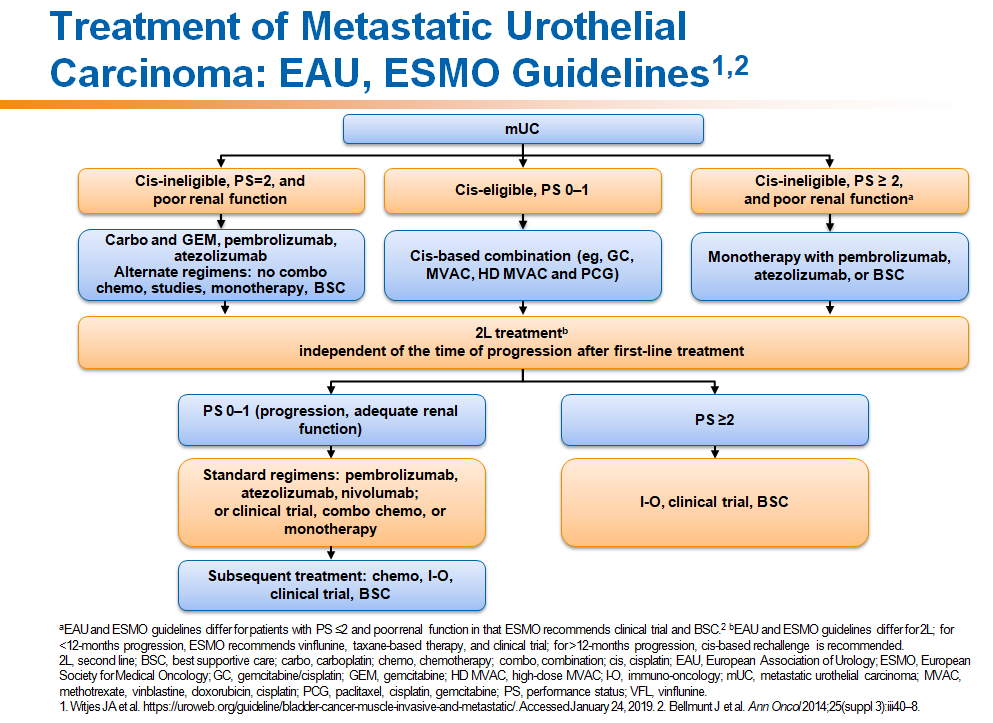 Treatment of Metastatic Urothelial
Carcinoma: EAU, ESMO Guidelines1,2
mUC
Cis-ineligible, PS=2, and
poor renal function
Cis-eligible, PS 0–1
Cis-ineligible, PS ≥ 2,
and poor renal functiona
Carbo and GEM, pembrolizumab,
atezolizumab
Alternate regimens: no combo
chemo, studies, monotherapy, BSC
Cis-based combination (eg, GC,
MVAC, HD MVAC and PCG)
Monotherapy with pembrolizumab,
atezolizumab, or BSC
2L treatmentb
independent of the time of progression after first-line treatment
PS 0–1 (progression, adequate renal
function)
PS ≥2
Standard regimens: pembrolizumab,
atezolizumab, nivolumab;
or clinical trial, combo chemo, or
monotherapy
I-O, clinical trial, BSC
Subsequent treatment: chemo, I-O,
clinical trial, BSC
aEAU and ESMO guidelines differ for patients with PS ≤2 and poor renal function in that ESMO recommends clinical trial and BSC.2 bEAU and ESMO guidelines differ for 2L; for
<12-months progression, ESMO recommends vinflunine, taxane-based therapy, and clinical trial; for >12-months progression, cis-based rechallenge is recommended.
2L, second line; BSC, best supportive care; carbo, carboplatin; chemo, chemotherapy; combo, combination; cis, cisplatin; EAU, European Association of Urology; ESMO, European
Society for Medical Oncology; GC, gemcitabine/cisplatin; GEM, gemcitabine; HD MVAC, high-dose MVAC; I-O, immuno-oncology; mUC, metastatic urothelial carcinoma; MVAC,
methotrexate, vinblastine, doxorubicin, cisplatin; PCG, paclitaxel, cisplatin, gemcitabine; PS, performance status; VFL, vinflunine.
1. Witjes JA et al. https://uroweb.org/guideline/bladder-cancer-muscle-invasive-and-metastatic/. Accessed January 24, 2019. 2. Bellmunt J et al. Ann Oncol 2014;25(suppl 3):iii40–8.